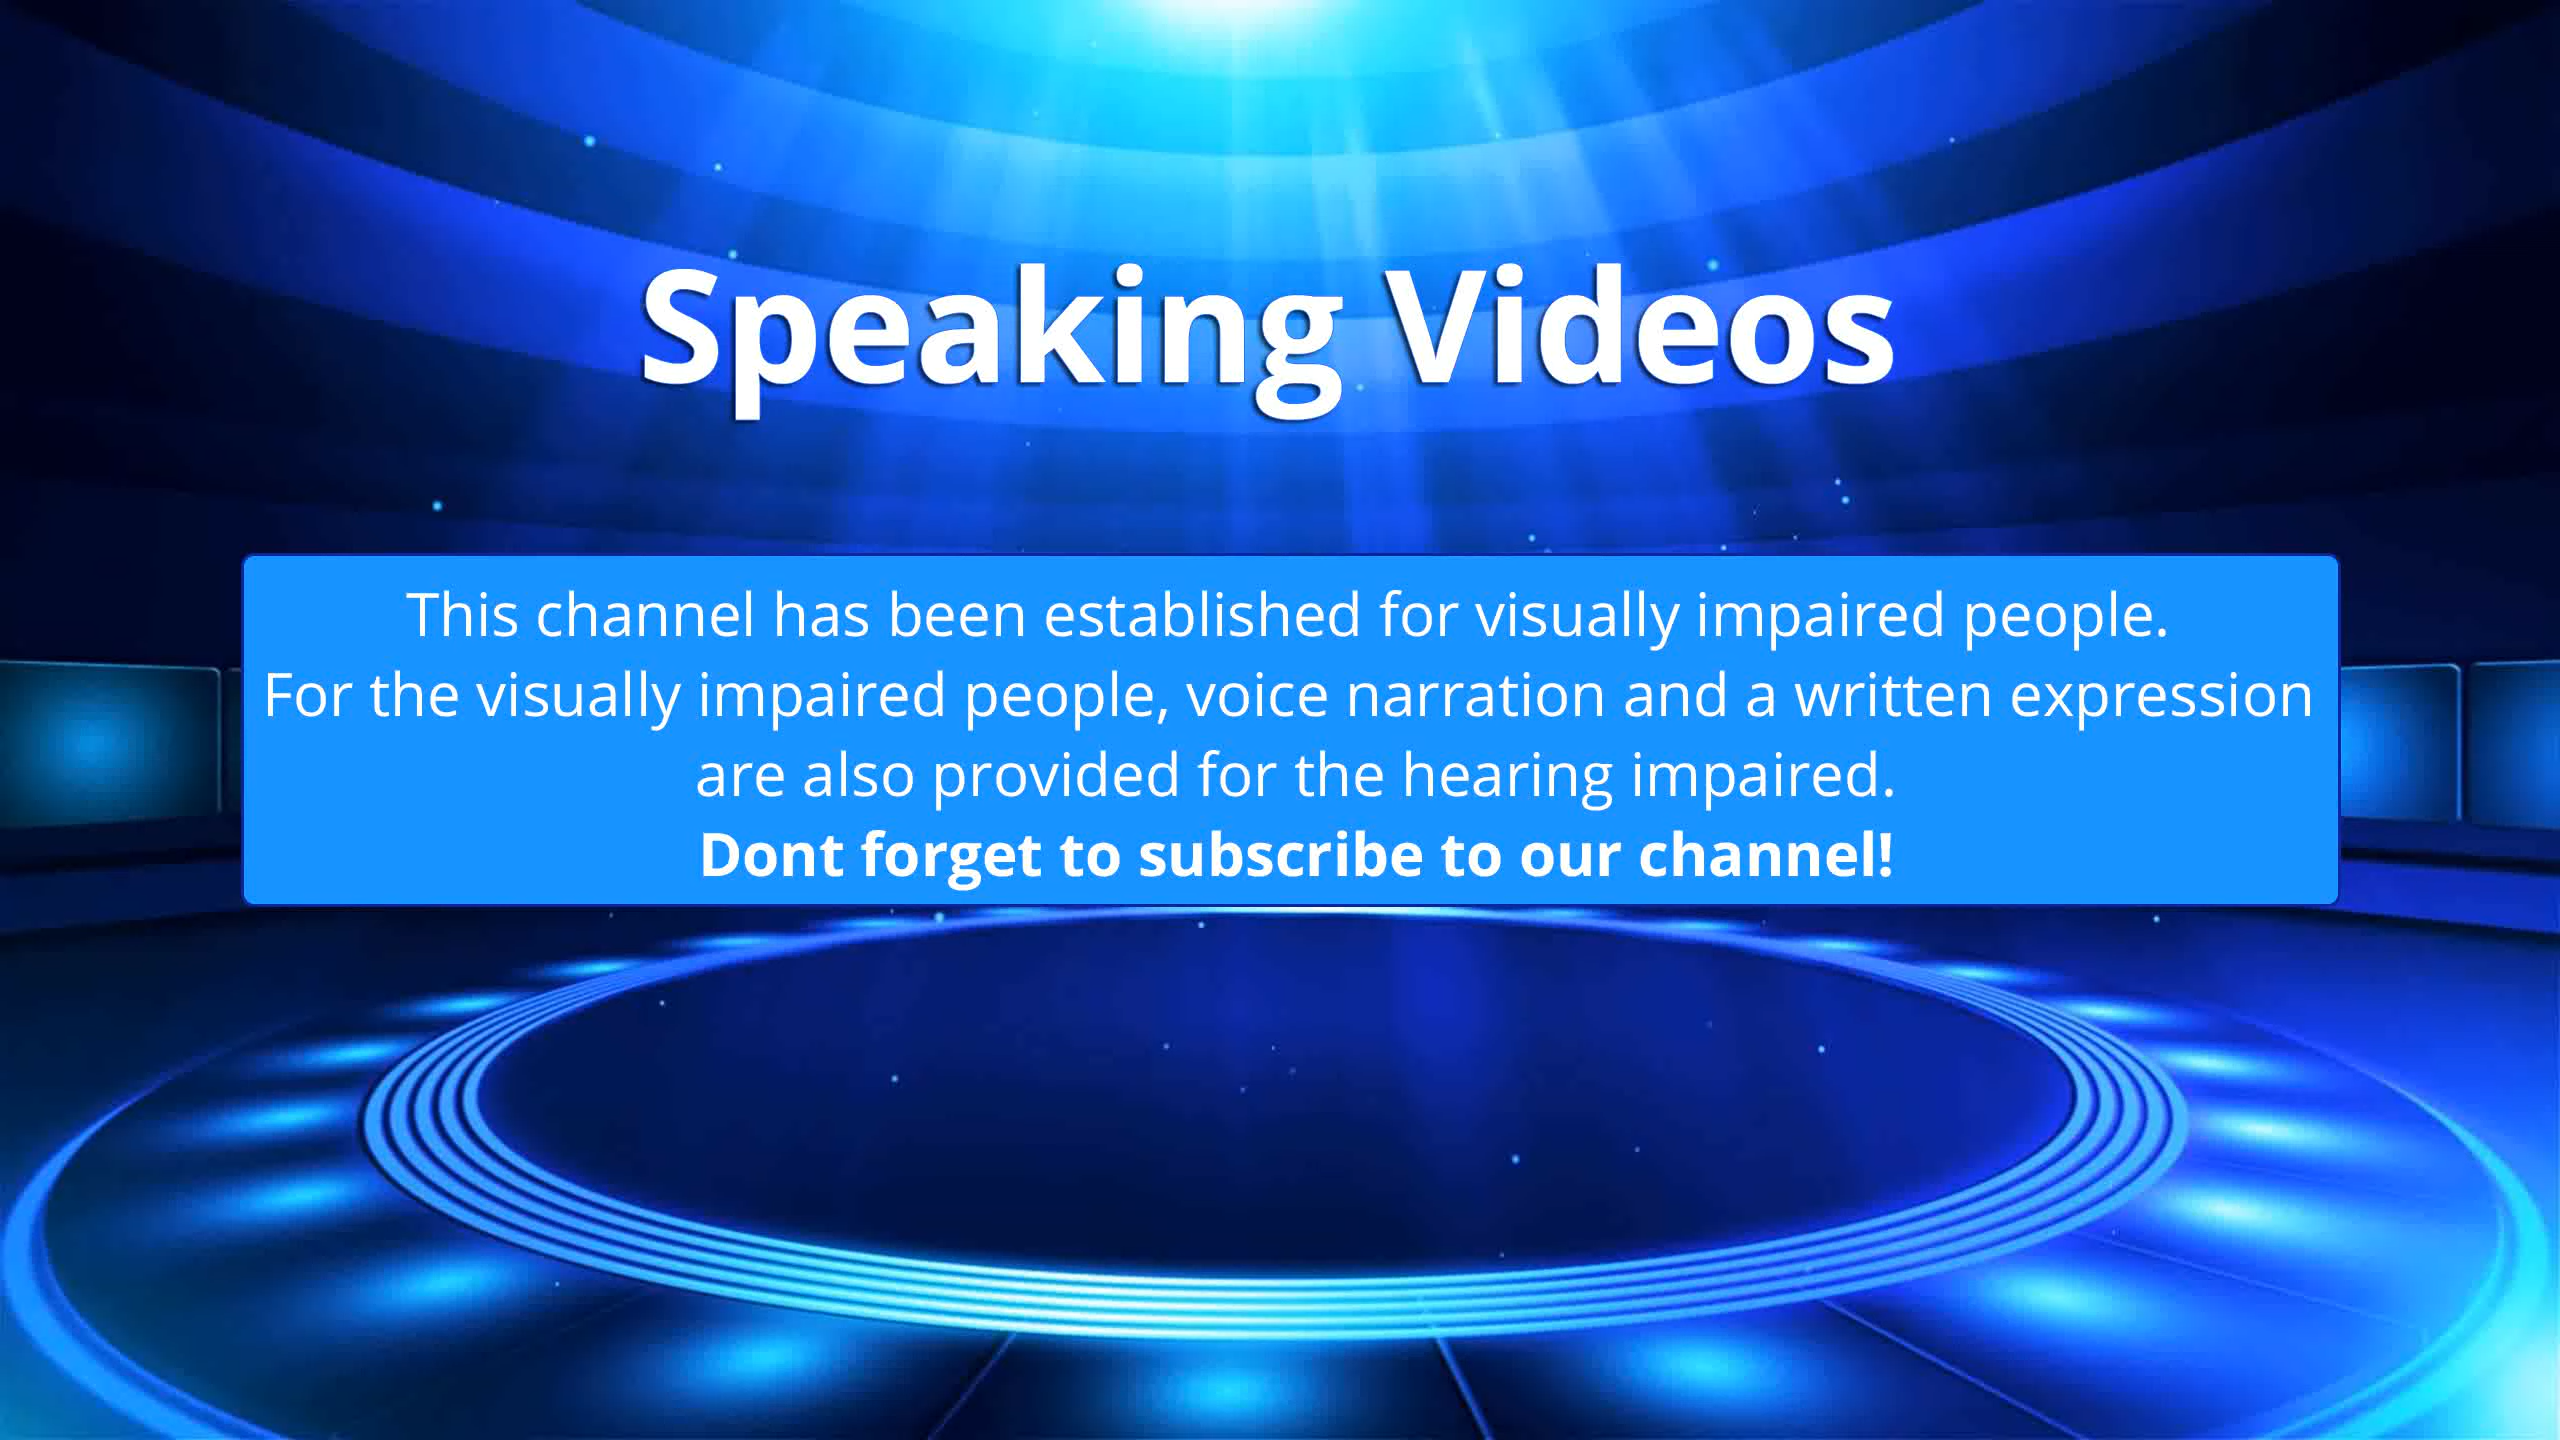 Speaking Videos
This channel has been established for visually impaired people.
For the visually impaired people, voice narration and a written expression
are also provided for the hearing impaired.
Dont forget to subscribe to our channel!